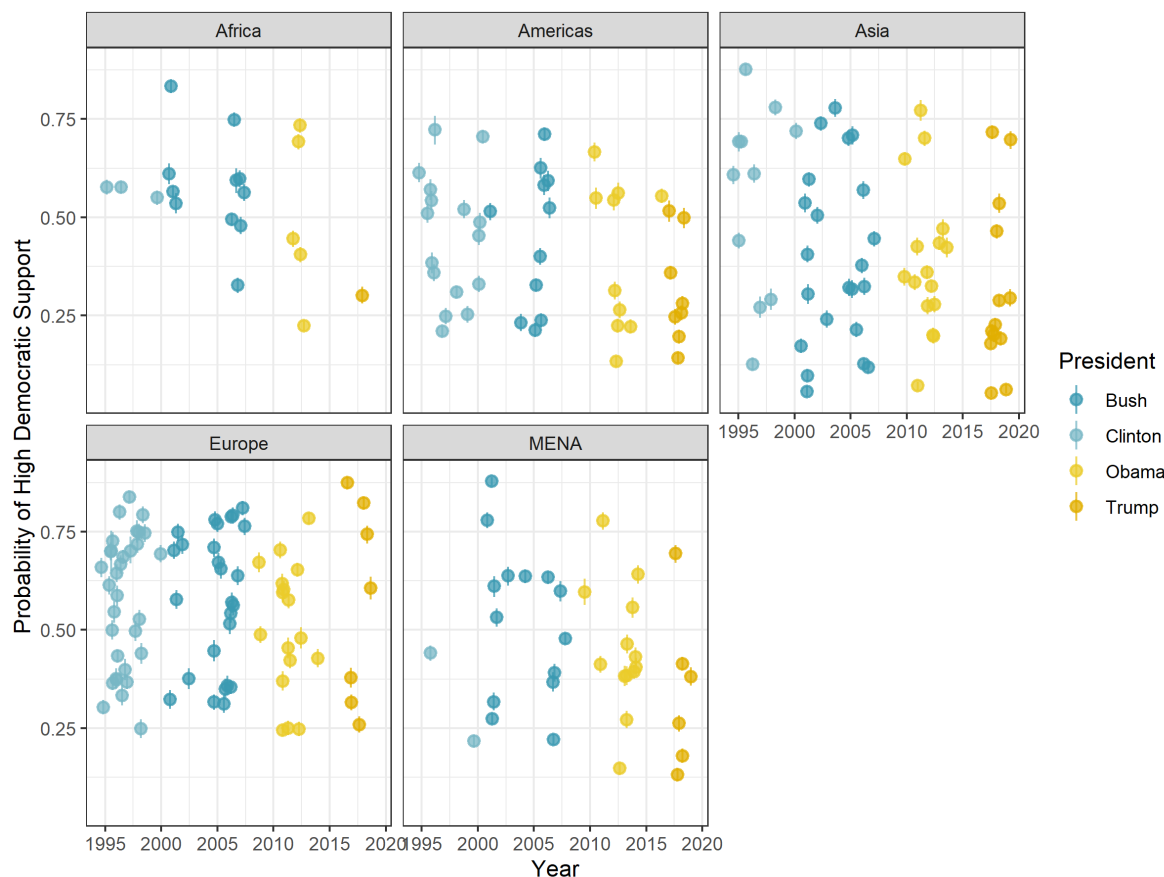 Africa
Americas
Asia
0.75
0.50
0.25
1995 2000 2005 2010 2015 2020
Europe
MENA
0.75
0.50
0.25
1995 2000 2005 2010 2015 2020
1995 2000 2005 2010 2015 2020
Year
Probability of High Democratic Support
President
Bush
Clinton
Obama
Trump